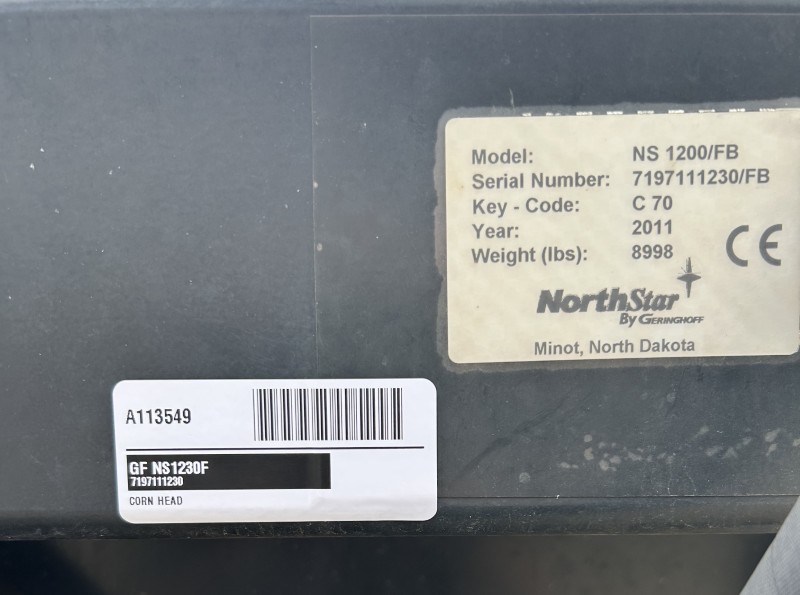 Model: NS 1200/FB
Serial Number: 7197111230/FB
Key - Code: C 70
Year: 2011
Weight (lbs): 8998
CE
NorthStar
By GERINGHOFF
Minot, North Dakota
A113549
GF NS1230F
7197111230
CORN HEAD